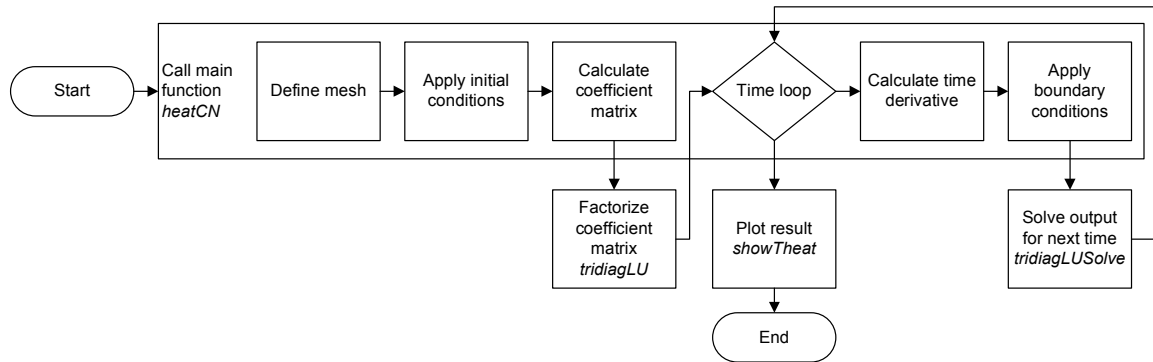 Start
Call main
function
heatCN
Define mesh
Apply initial
conditions
Calculate
coefficient
matrix
Factorize
coefficient
matrix
tridiagLU
Time loop
Plot result
showTheat
End
Calculate time
derivative
Apply
boundary
conditions
Solve output
for next time
tridiagLUSolve